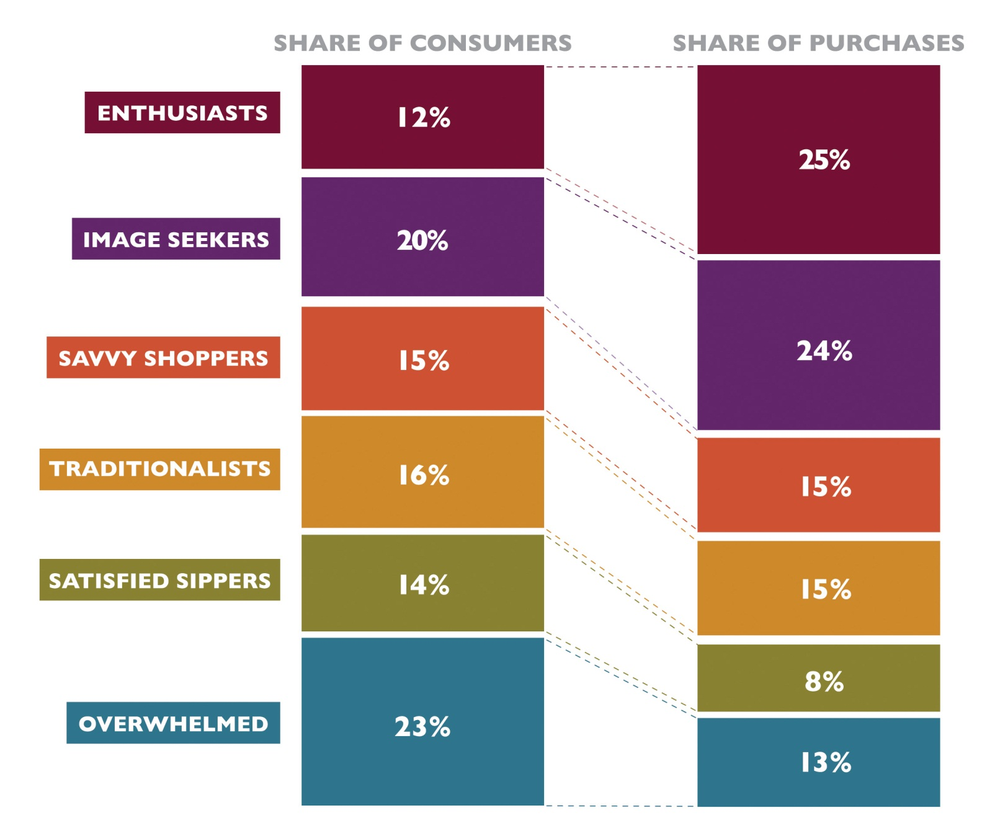 SHARE OF CONSUMERS
SHARE OF PURCHASES
ENTHUSIASTS
12%
25%
IMAGE SEEKERS
20%
24%
SAVVY SHOPPERS
15%
15%
TRADITIONALISTS
16%
15%
SATISFIED SIPPERS
14%
8%
OVERWHELMED
23%
13%